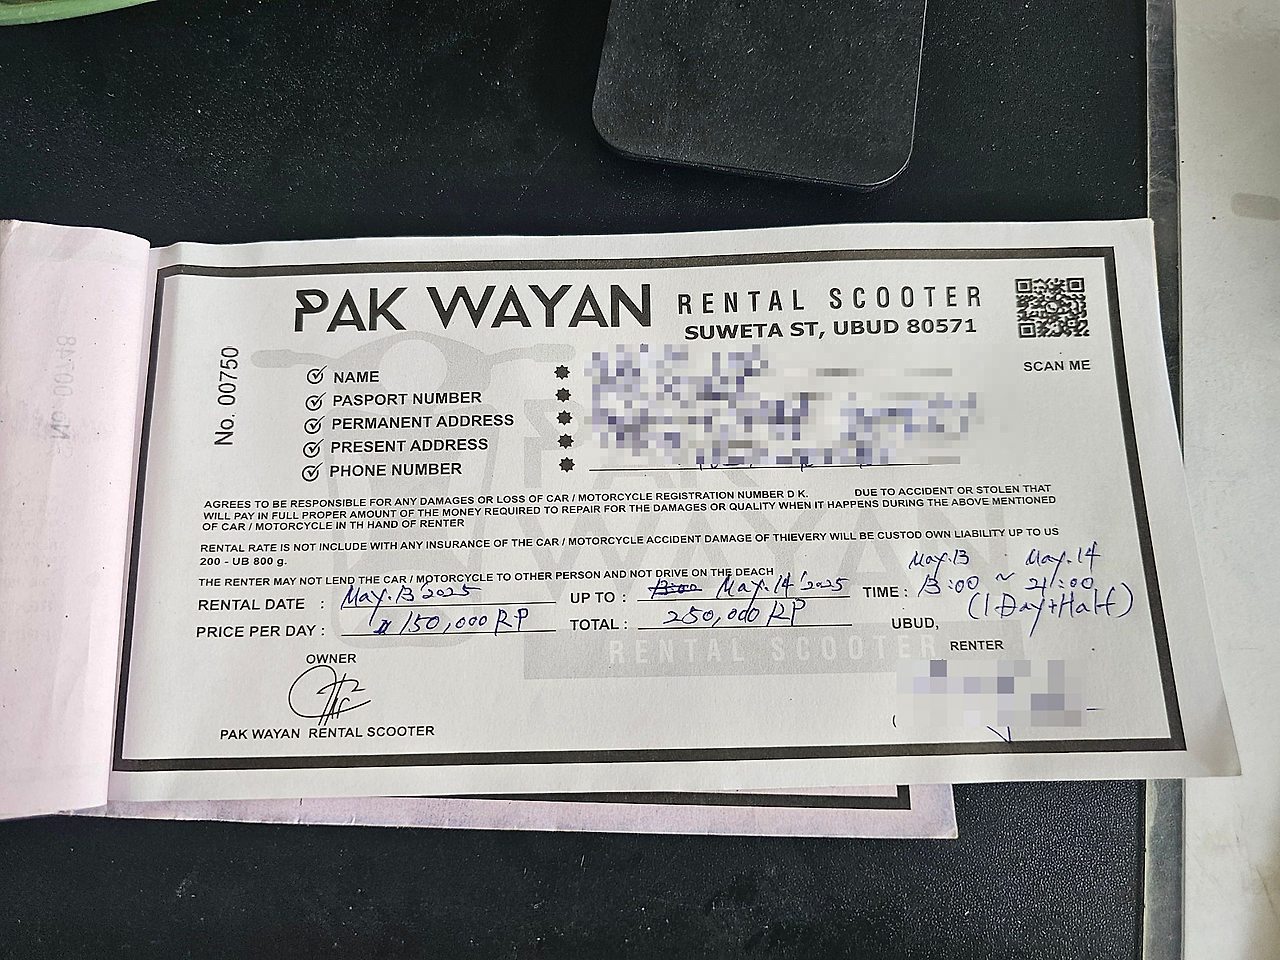 PAK WAYAN RENTAL SCOOTER
SUWETA ST, UBUD 80571
SCAN ME
No. 00750
No. 00748
NAME
PASPORT NUMBER
PERMANENT ADDRESS
PRESENT ADDRESS
PHONE NUMBER
AGREES TO BE RESPONSIBLE FOR ANY DAMAGES OR LOSS OF CAR / MOTORCYCLE REGISTRATION NUMBER D K. DUE TO ACCIDENT OR STOLEN THAT
WILL PAY IN FULL PROPER AMOUNT OF THE MONEY REQUIRED TO REPAIR FOR THE DAMAGES OR QUALITY WHEN IT HAPPENS DURING THE ABOVE MENTIONED
OF CAR / MOTORCYCLE IN TH HAND OF RENTER
RENTAL RATE IS NOT INCLUDE WITH ANY INSURANCE OF THE CAR / MOTORCYCLE ACCIDENT DAMAGE OF THIEVERY WILL BE CUSTOD OWN LIABILITY UP TO US
200 - UB 800 g.
THE RENTER MAY NOT LEND THE CAR / MOTORCYCLE TO OTHER PERSON AND NOT DRIVE ON THE DEACH
May.13 May.14
RENTAL DATE : May.13'2025 UP TO : 13:00 May.14'2025 TIME : 13:00 ~ 21:00
(1 Day+Half)
PRICE PER DAY : 150,000 RP TOTAL : 250,000 RP UBUD,
PAK WAYAN
RENTAL SCOOTER
OWNER RENTER
PAK WAYAN RENTAL SCOOTER